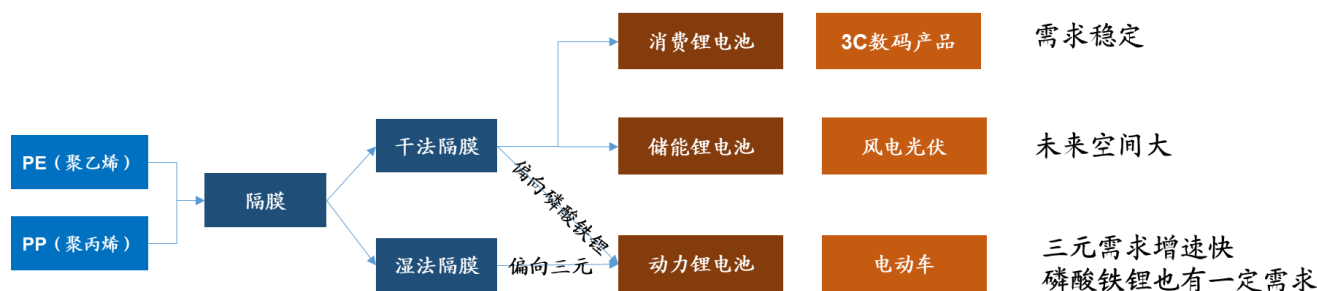 消费锂电池
3C数码产品
需求稳定
PE（聚乙烯）
干法隔膜
储能锂电池
风电光伏
未来空间大
隔膜
偏向磷酸铁锂
PP（聚丙烯）
湿法隔膜
偏向三元
动力锂电池
电动车
三元需求增速快
磷酸铁锂也有一定需求